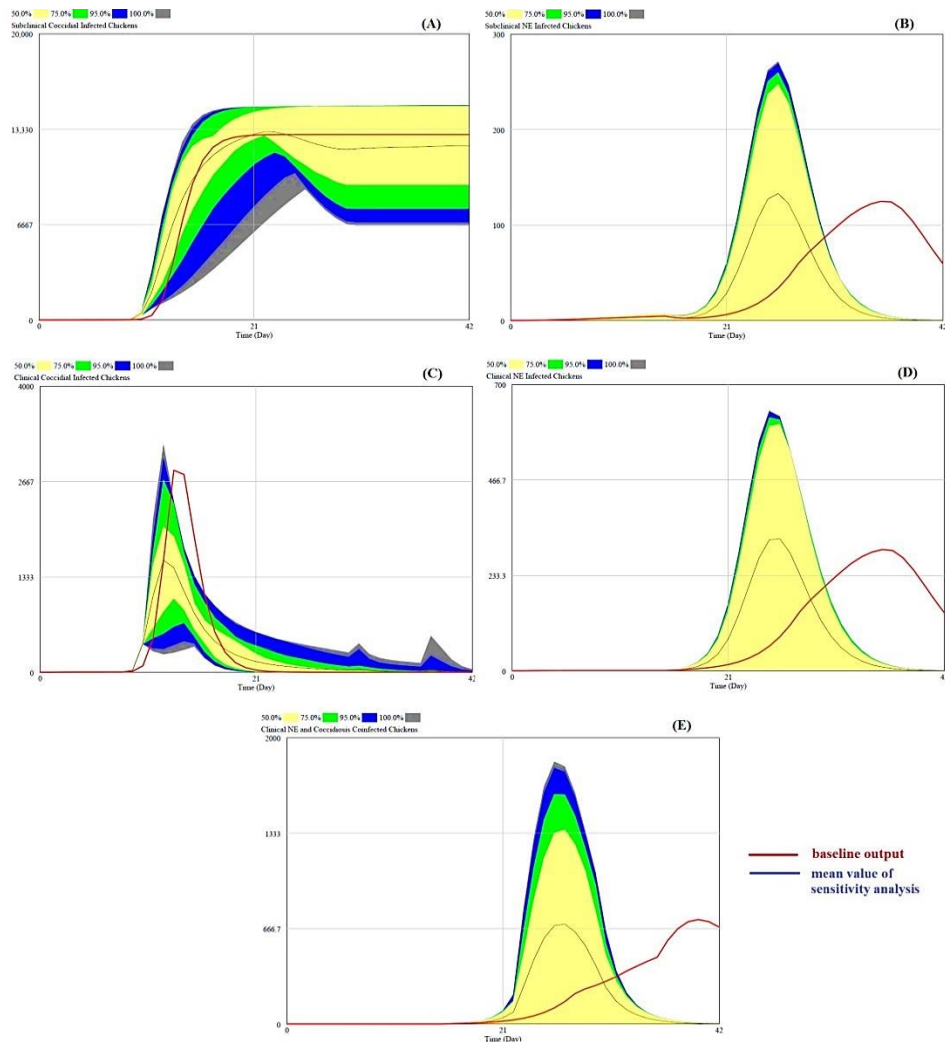 50.0% 75.0% 95.0% 100.0%
Subclinical Coccidial Infected Chickens
(A)
20,000
13,330
6667
0
0 21 42
Time (Day)
50.0% 75.0% 95.0% 100.0%
Subclinical NE Infected Chickens
(B)
300
200
100
0
0 21 42
Time (Day)
50.0% 75.0% 95.0% 100.0%
Clinical Coccidial Infected Chickens
(C)
4000
2667
1333
0
0 21 42
Time (Day)
50.0% 75.0% 95.0% 100.0%
Clinical NE Infected Chickens
(D)
700
466.7
233.3
0
0 21 42
Time (Day)
50.0% 75.0% 95.0% 100.0%
Clinical NE and Coccidiosis Coinfected Chickens
(E)
2000
1333
666.7
0
0 21 42
Time (Day)
baseline output
mean value of
sensitivity analysis